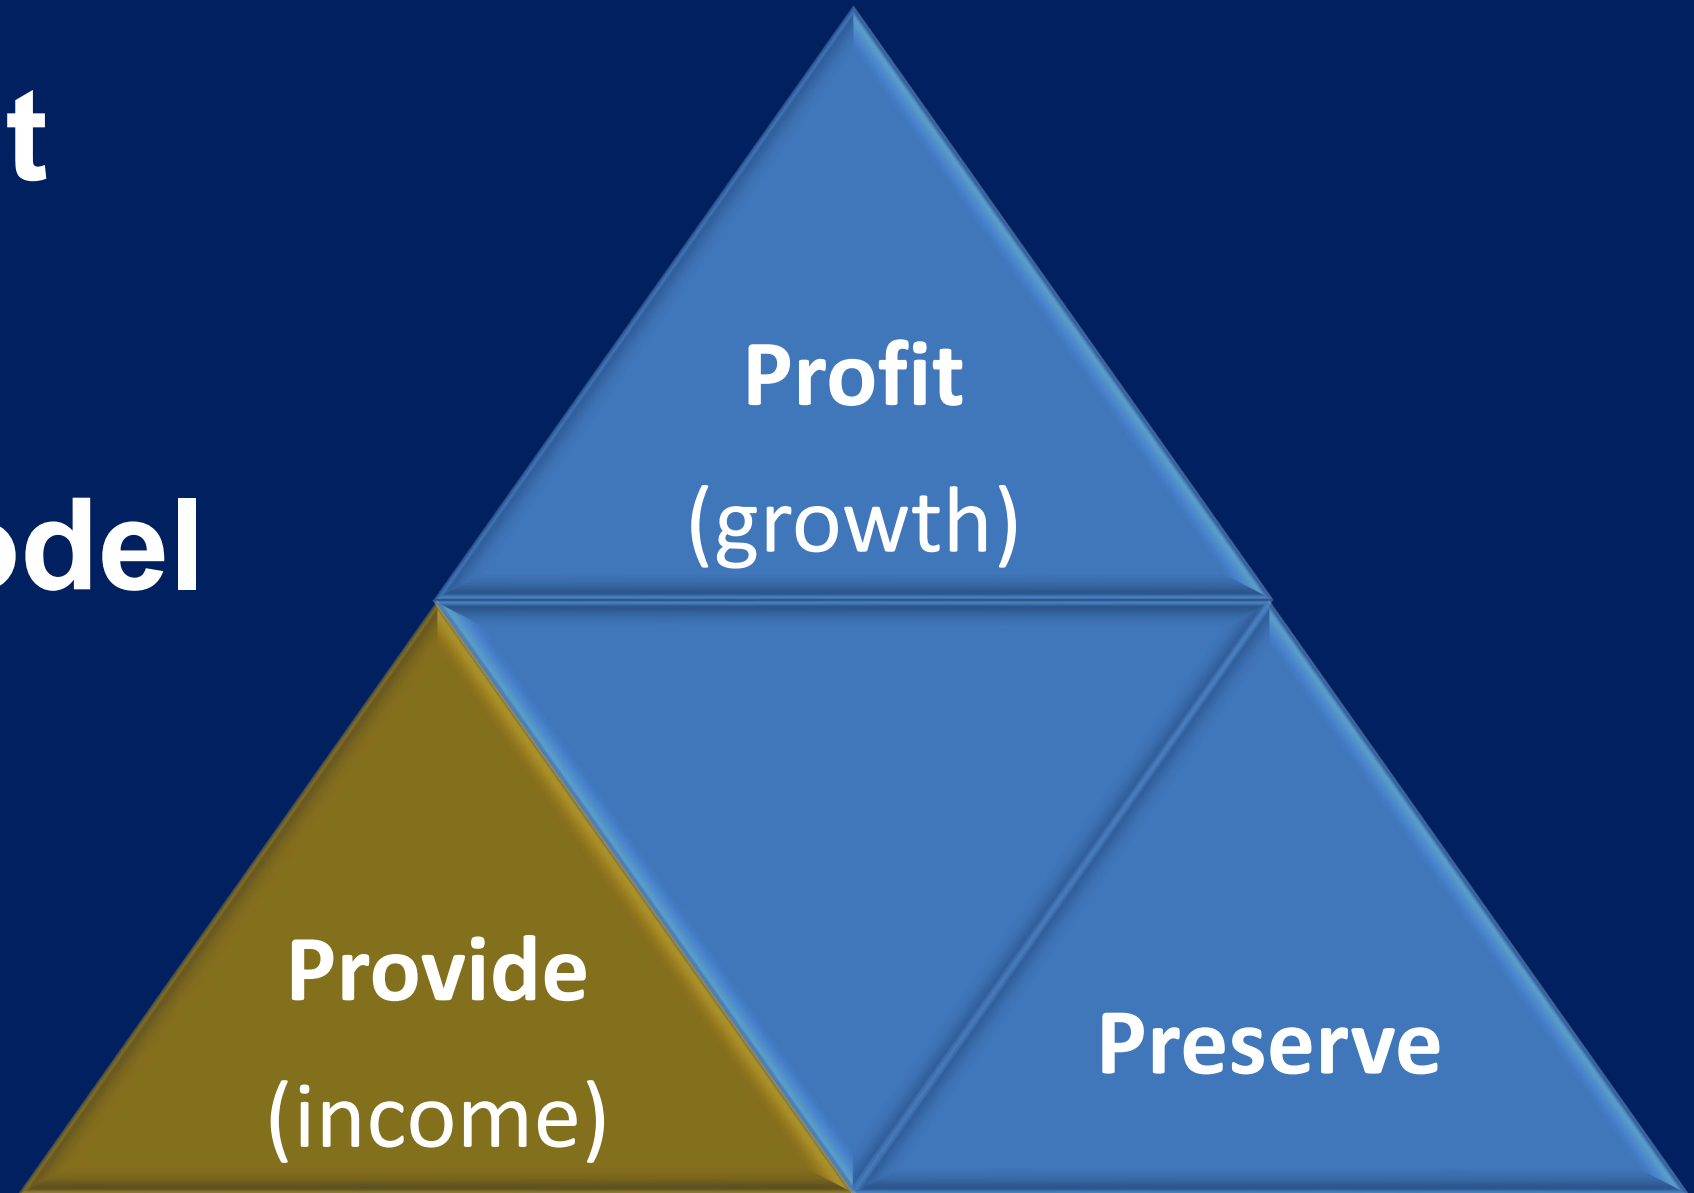 t
odel
Profit
(growth)
Provide
(income)
Preserve